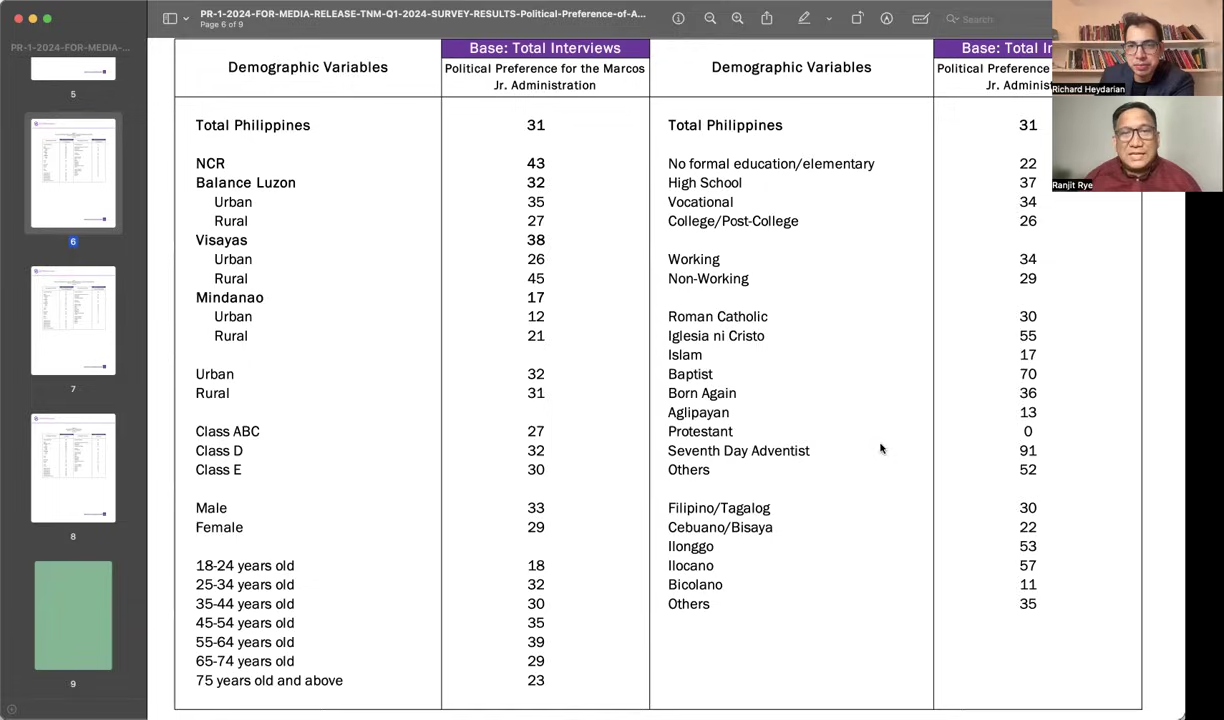 PR-1-2024-FOR-MEDIA-RELEASE-TNM-Q1-2024-SURVEY-RESULTS-Political-Preference-of-A...
Page 6 of 9
Search
PR-1-2024-FOR-MEDIA-...
5
6
7
8
9
Demographic Variables
Base: Total Interviews
Political Preference for the Marcos
Jr. Administration
Total Philippines 31
NCR 43
Balance Luzon 32
Urban 35
Rural 27
Visayas 38
Urban 26
Rural 45
Mindanao 17
Urban 12
Rural 21
Urban 32
Rural 31
Class ABC 27
Class D 32
Class E 30
Male 33
Female 29
18-24 years old 18
25-34 years old 32
35-44 years old 30
45-54 years old 35
55-64 years old 39
65-74 years old 29
75 years old and above 23
Demographic Variables
Base: Total I
Political Preference
Jr. Adminis
Total Philippines 31
No formal education/elementary 22
High School 37
Vocational 34
College/Post-College 26
Working 34
Non-Working 29
Roman Catholic 30
Iglesia ni Cristo 55
Islam 17
Baptist 70
Born Again 36
Aglipayan 13
Protestant 0
Seventh Day Adventist 91
Others 52
Filipino/Tagalog 30
Cebuano/Bisaya 22
Ilonggo 53
Ilocano 57
Bicolano 11
Others 35
Richard Heydarian
Ranjit Rye